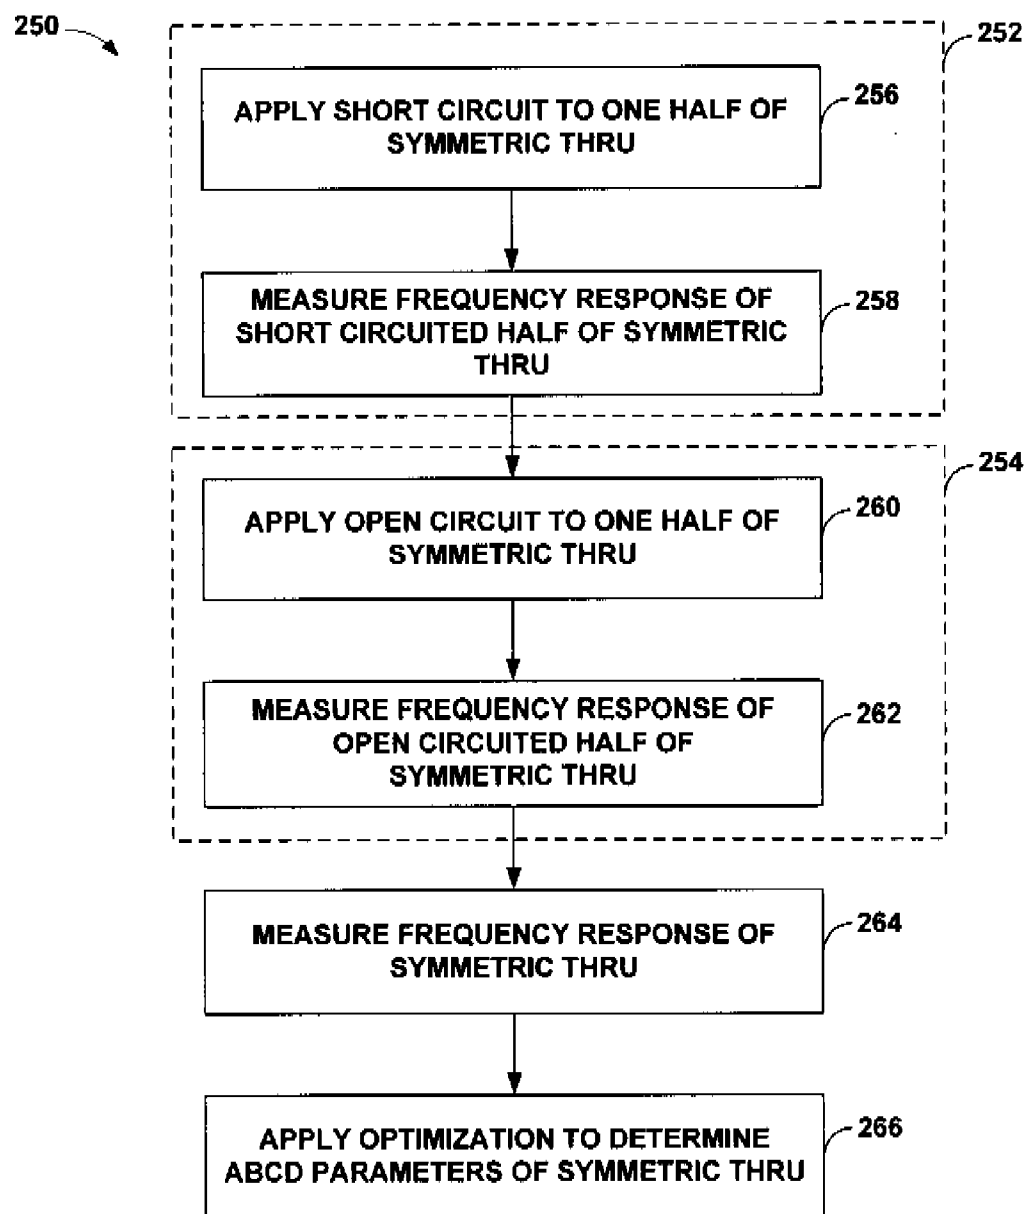 250
252
APPLY SHORT CIRCUIT TO ONE HALF OF
SYMMETRIC THRU
256
MEASURE FREQUENCY RESPONSE OF
SHORT CIRCUITED HALF OF SYMMETRIC
THRU
258
254
APPLY OPEN CIRCUIT TO ONE HALF OF
SYMMETRIC THRU
260
MEASURE FREQUENCY RESPONSE OF
OPEN CIRCUITED HALF OF
SYMMETRIC THRU
262
MEASURE FREQUENCY RESPONSE OF
SYMMETRIC THRU
264
APPLY OPTIMIZATION TO DETERMINE
ABCD PARAMETERS OF SYMMETRIC THRU
266